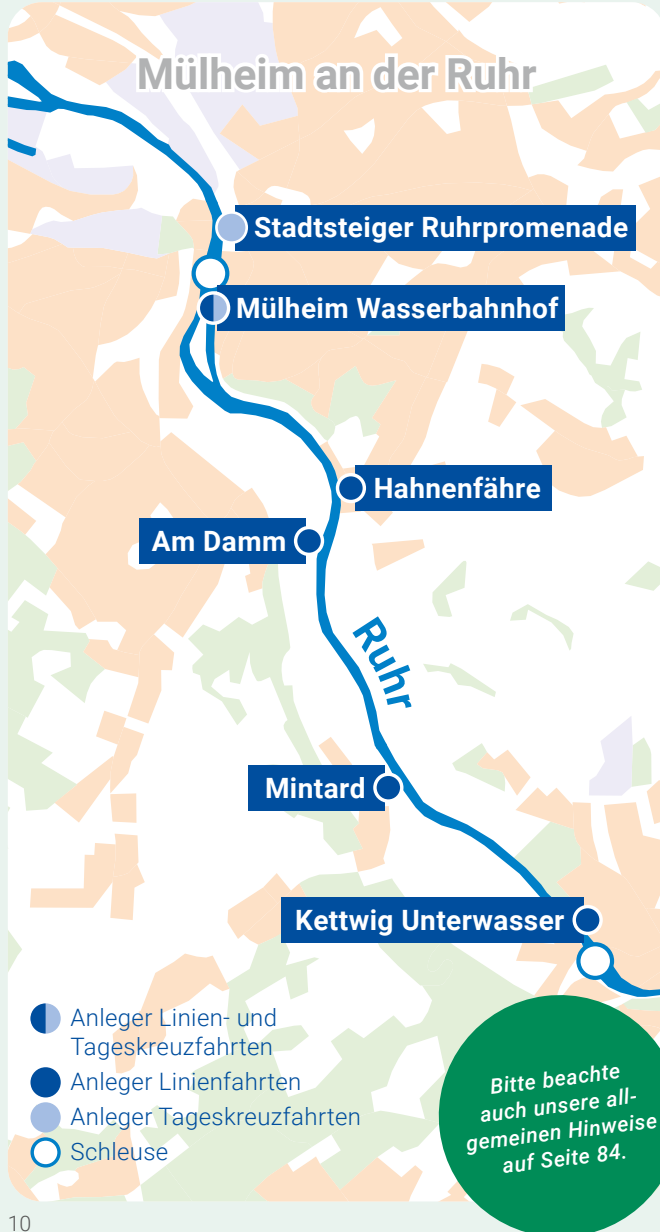 Mülheim an der Ruhr
Stadtsteiger Ruhrpromenade
Mülheim Wasserbahnhof
Hahnenfähre
Am Damm
Ruhr
Mintard
Kettwig Unterwasser
Anleger Linien- und
Tageskreuzfahrten
Anleger Linienfahrten
Anleger Tageskreuzfahrten
Schleuse
Bitte beachte
auch unsere all-
gemeinen Hinweise
auf Seite 84.
10